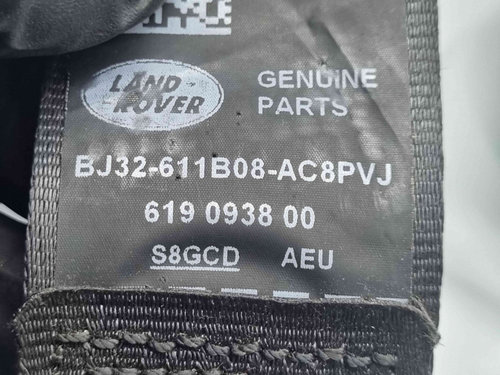 LAND-
ROVER
GENUINE
PARTS
BJ32-611B08-AC8PVJ
619 0938 00
S8GCD AEU